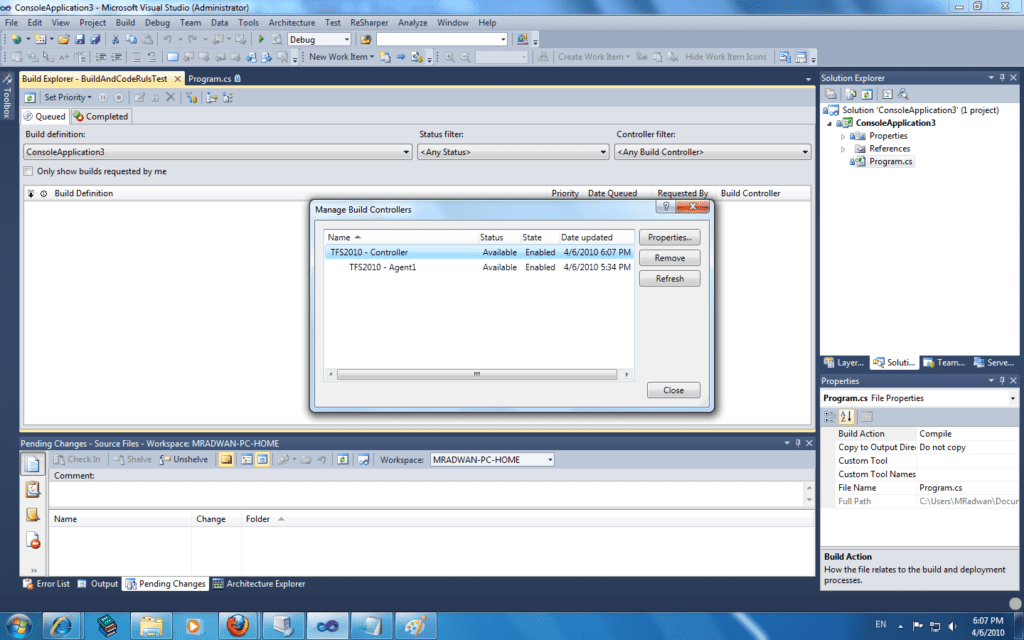 ConsoleApplication3 - Microsoft Visual Studio (Administrator)
File Edit View Project Build Debug Team Data Tools Architecture Test ReSharper Analyze Window Help
Debug
New Work Item Create Work Item Hide Work Item Icons
Toolbox
Build Explorer - BuildAndCodeRulsTest Program.cs
Set Priority
Queued Completed
Build definition: Status filter: Controller filter:
ConsoleApplication3 <Any Status> <Any Build Controller>
Only show builds requested by me
Build Definition Priority Date Queued Requested By Build Controller
Manage Build Controllers
Name Status State Date updated
TFS2010 - Controller Available Enabled 4/6/2010 6:07 PM
TFS2010 - Agent1 Available Enabled 4/6/2010 5:34 PM
Properties...
Remove
Refresh
Close
Solution Explorer
Solution 'ConsoleApplication3' (1 project)
ConsoleApplication3
Properties
References
Program.cs
Layer... Soluti... Team... Serve...
Properties
Program.cs File Properties
Build Action Compile
Copy to Output Direc Do not copy
Custom Tool
Custom Tool Names
File Name Program.cs
Full Path C:\Users\MRadwan\Docun
Build Action
How the file relates to the build and deployment
processes.
Pending Changes - Source Files - Workspace: MRADWAN-PC-HOME
Check In Shelve Unshelve Workspace: MRADWAN-PC-HOME
Comment:
Name Change Folder
Error List Output Pending Changes Architecture Explorer
EN 6:07 PM
4/6/2010